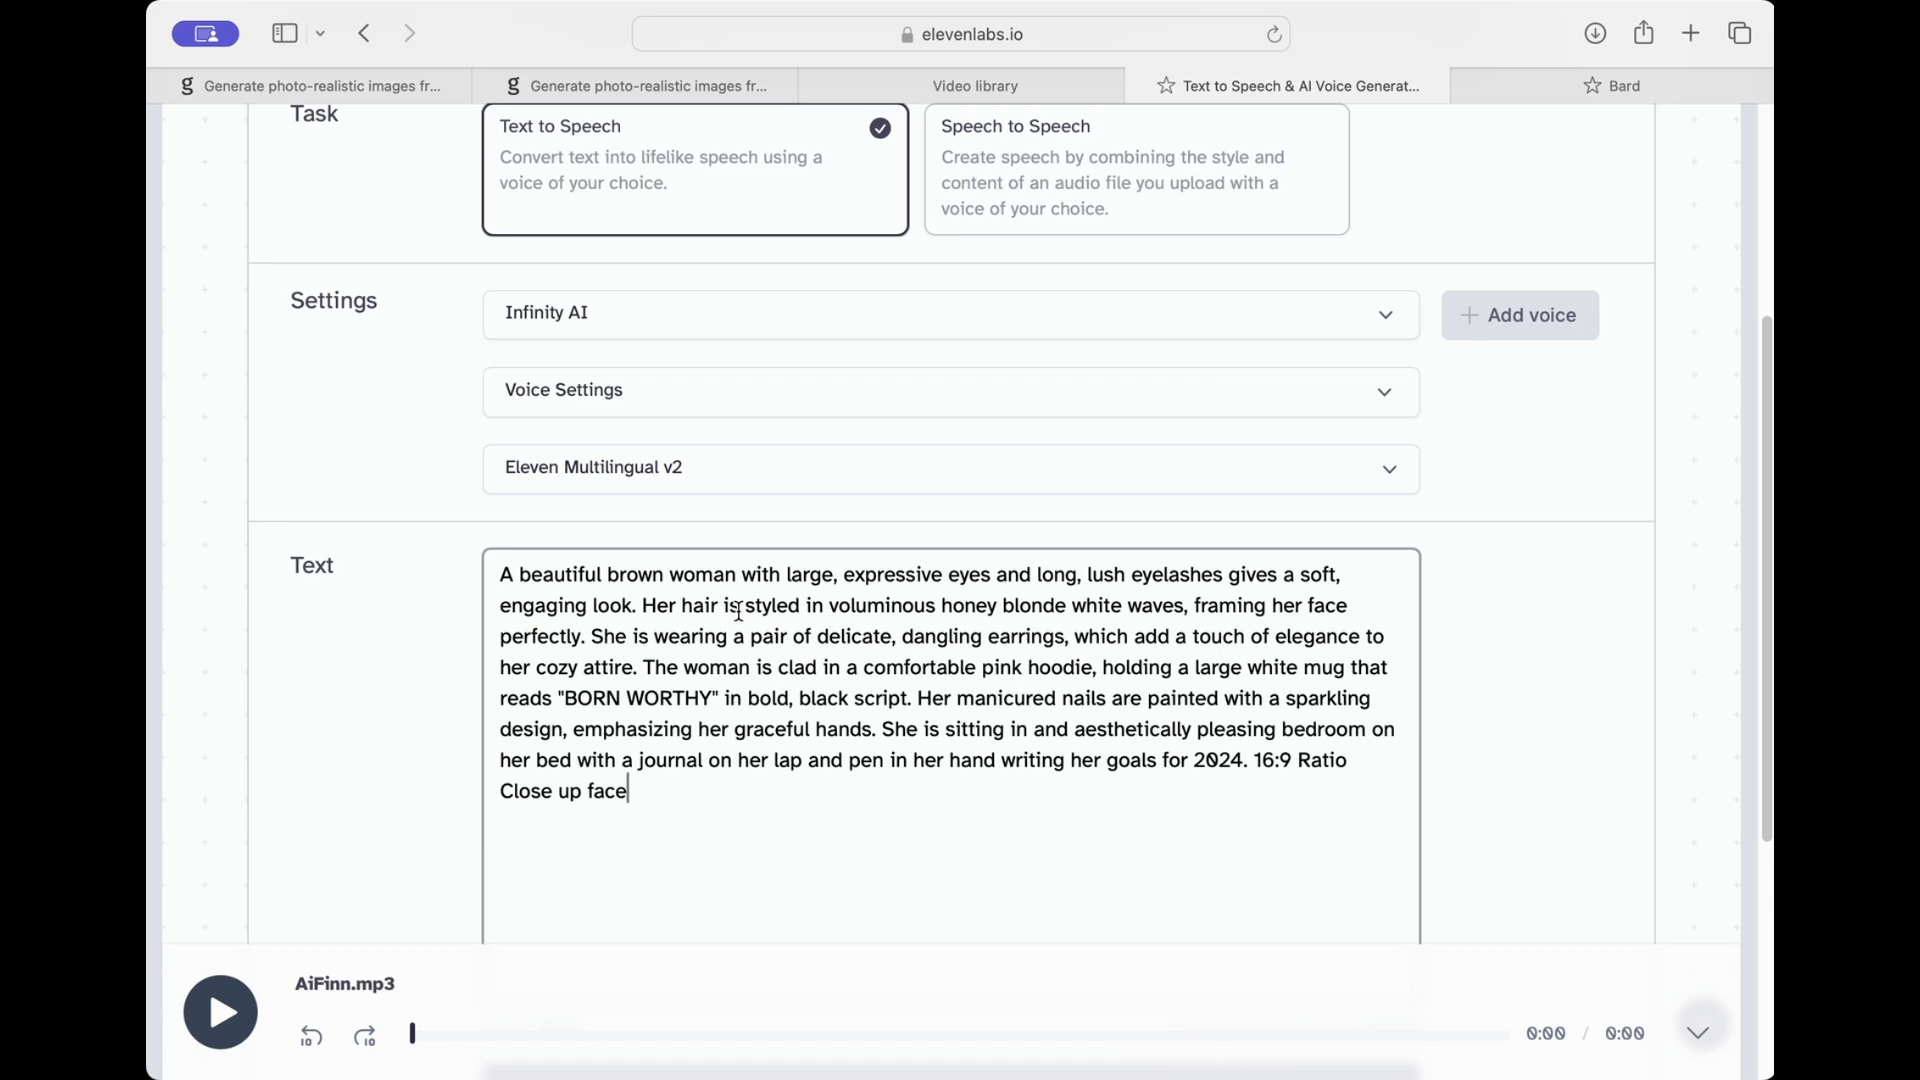 elevenlabs.io
Generate photo-realistic images fr...
Generate photo-realistic images fr...
Video library
Text to Speech & AI Voice Generat...
Bard
Task
Text to Speech
Convert text into lifelike speech using a
voice of your choice.
Speech to Speech
Create speech by combining the style and
content of an audio file you upload with a
voice of your choice.
Settings
Infinity AI
+ Add voice
Voice Settings
Eleven Multilingual v2
Text
A beautiful brown woman with large, expressive eyes and long, lush eyelashes gives a soft,
engaging look. Her hair is styled in voluminous honey blonde white waves, framing her face
perfectly. She is wearing a pair of delicate, dangling earrings, which add a touch of elegance to
her cozy attire. The woman is clad in a comfortable pink hoodie, holding a large white mug that
reads "BORN WORTHY" in bold, black script. Her manicured nails are painted with a sparkling
design, emphasizing her graceful hands. She is sitting in and aesthetically pleasing bedroom on
her bed with a journal on her lap and pen in her hand writing her goals for 2024. 16:9 Ratio
Close up face
AiFinn.mp3
10
10
0:00 / 0:00